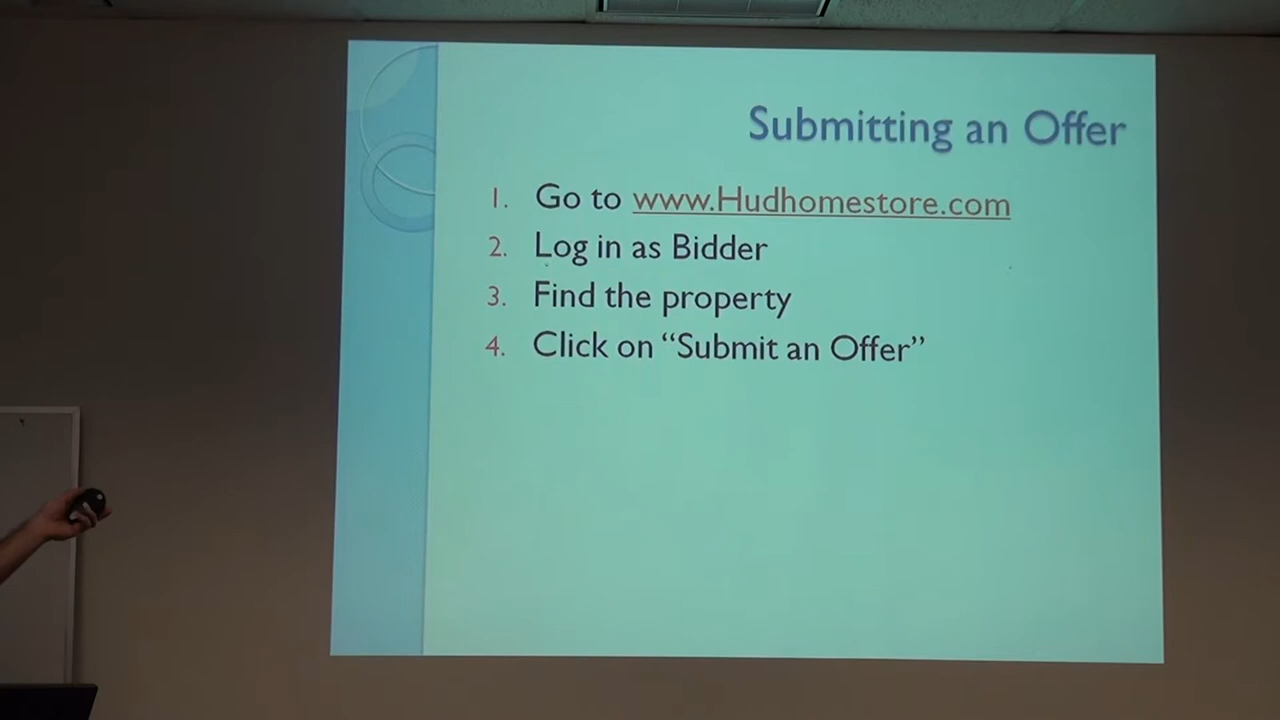 Submitting an Offer
1. Go to www.Hudhomestore.com
2. Log in as Bidder
3. Find the property
4. Click on “Submit an Offer”